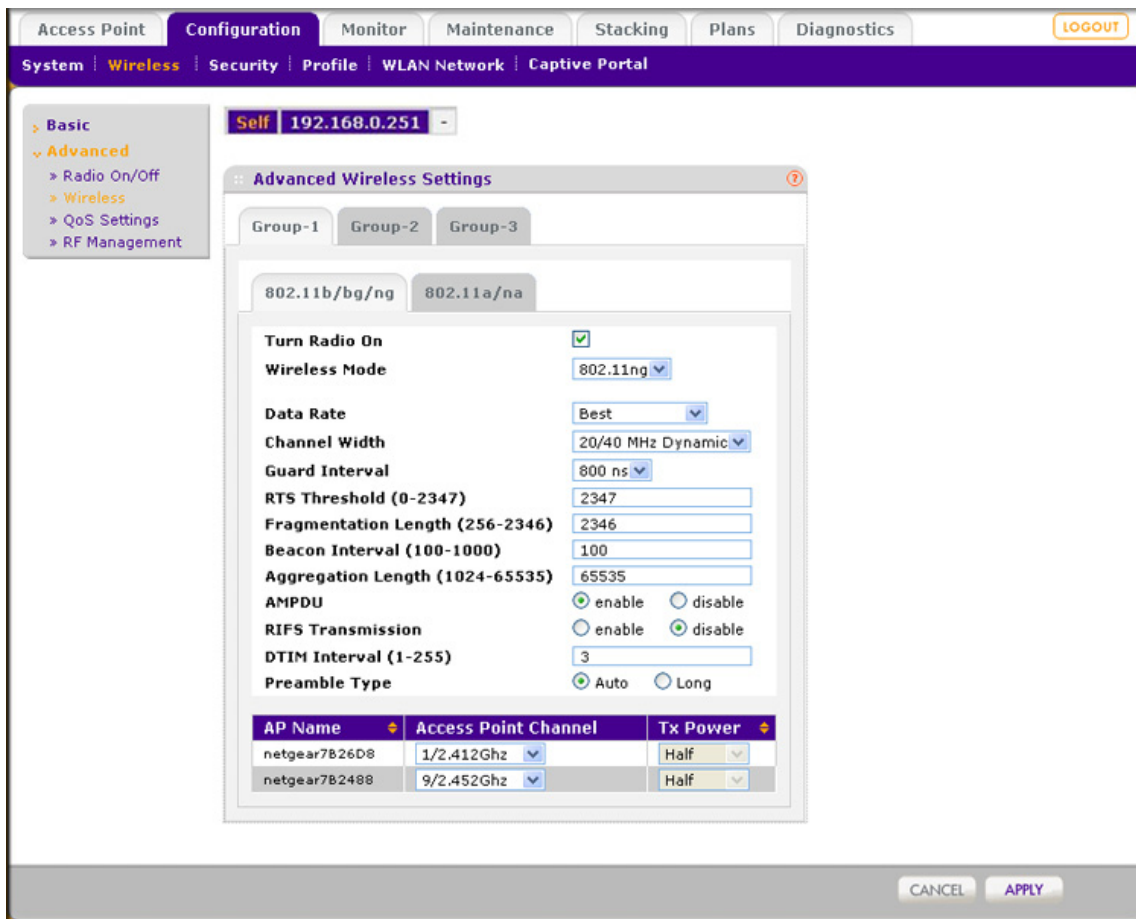 Access Point Configuration Monitor Maintenance Stacking Plans Diagnostics LOGOUT
System Wireless Security Profile WLAN Network Captive Portal
Basic
Advanced
» Radio On/Off
» Wireless
» QoS Settings
» RF Management
Self 192.168.0.251 -
Advanced Wireless Settings ?
Group-1 Group-2 Group-3
802.11b/bg/ng 802.11a/na
Turn Radio On
Wireless Mode 802.11ng
Data Rate Best
Channel Width 20/40 MHz Dynamic
Guard Interval 800 ns
RTS Threshold (0-2347) 2347
Fragmentation Length (256-2346) 2346
Beacon Interval (100-1000) 100
Aggregation Length (1024-65535) 65535
AMPDU enable disable
RIFS Transmission enable disable
DTIM Interval (1-255) 3
Preamble Type Auto Long
AP Name Access Point Channel Tx Power
netgear7B26D8 1/2.412Ghz Half
netgear7B2488 9/2.452Ghz Half
CANCEL APPLY